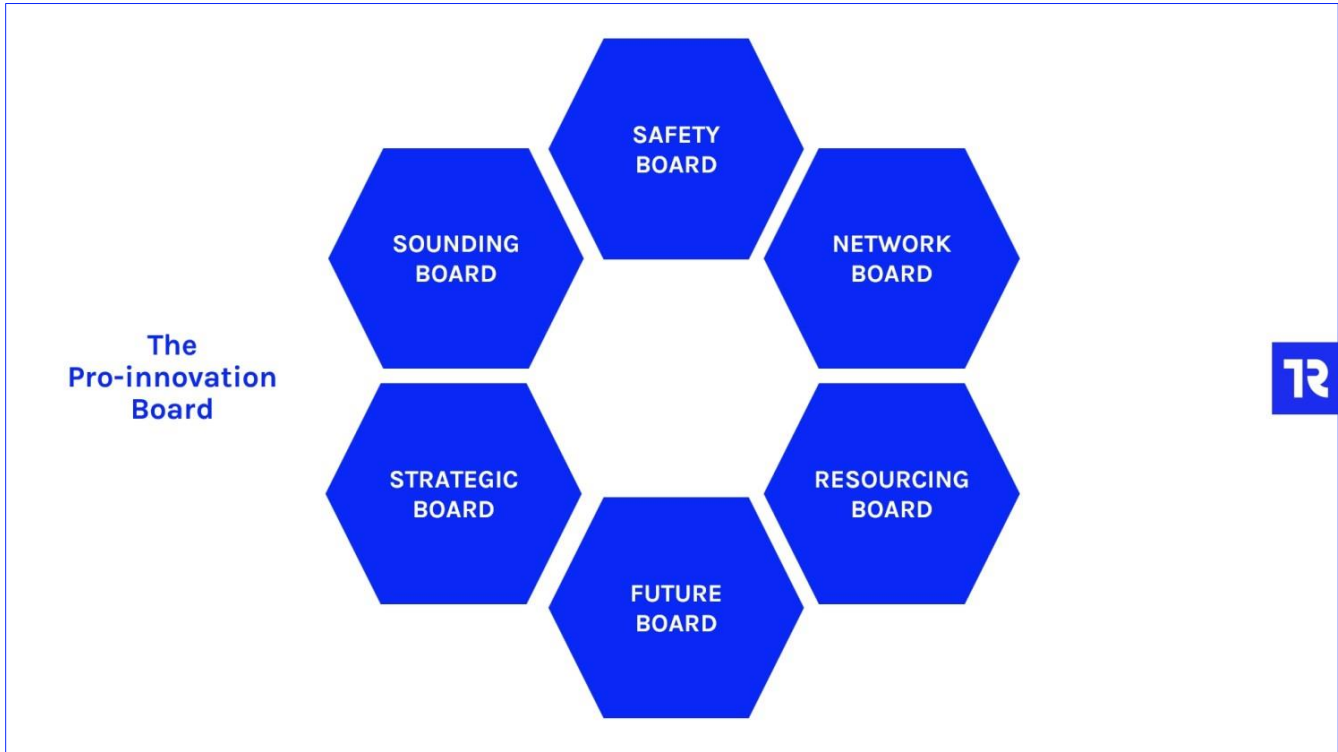 The
Pro-innovation
Board
SAFETY
BOARD
SOUNDING
BOARD
NETWORK
BOARD
STRATEGIC
BOARD
RESOURCING
BOARD
FUTURE
BOARD
TR